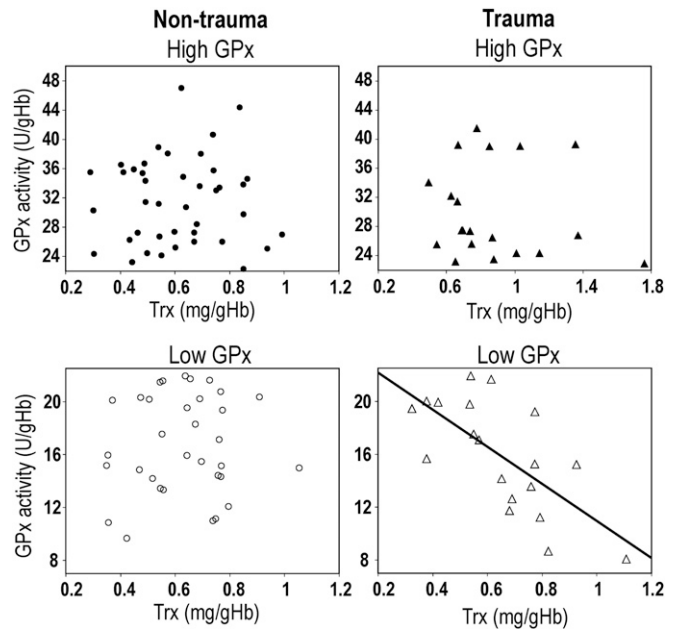 Non-trauma Trauma
High GPx High GPx
GPx activity (U/gHb)
48
44
40
36
32
28
24
0.2 0.4 0.6 0.8 1 1.2
Trx (mg/gHb)
48
44
40
36
32
28
24
0.2 0.6 1 1.4 1.8
Trx (mg/gHb)
Low GPx Low GPx
GPx activity (U/gHb)
20
16
12
8
0.2 0.4 0.6 0.8 1 1.2
Trx (mg/gHb)
20
16
12
8
0.2 0.4 0.6 0.8 1 1.2
Trx (mg/gHb)